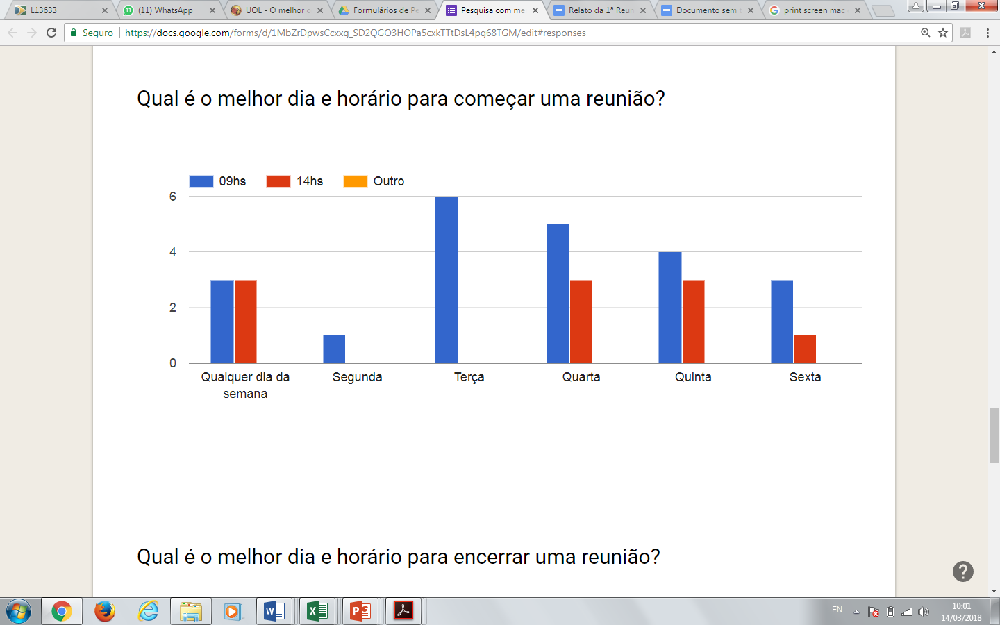 L13633
(11) WhatsApp
UOL - O melhor c
Formulários de Pe
Pesquisa com me
Relato da 1ª Reun
Documento sem t
print screen mac
Seguro
https://docs.google.com/forms/d/1MbZrDpwsCcxxg_SD2QGO3HOPa5cxkTTtDsL4pg68TGM/edit#responses
Qual é o melhor dia e horário para começar uma reunião?
09hs 14hs Outro
6
4
2
0
Qualquer dia da
semana
Segunda
Terça
Quarta
Quinta
Sexta
Qual é o melhor dia e horário para encerrar uma reunião?
EN
10:01
14/03/2018